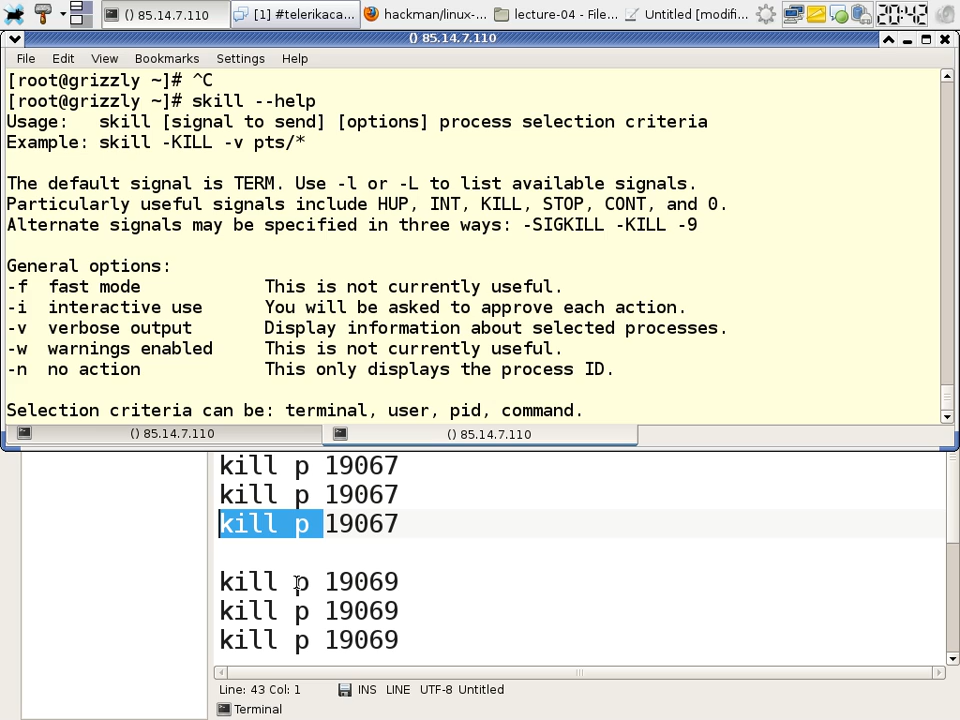 () 85.14.7.110
[1] #telerikaca...
hackman/linux-...
lecture-04 - File...
Untitled [modifi...
20:42
() 85.14.7.110
File Edit View Bookmarks Settings Help
[root@grizzly ~]# ^C
[root@grizzly ~]# skill --help
Usage:   skill [signal to send] [options] process selection criteria
Example: skill -KILL -v pts/*
The default signal is TERM. Use -l or -L to list available signals.
Particularly useful signals include HUP, INT, KILL, STOP, CONT, and 0.
Alternate signals may be specified in three ways: -SIGKILL -KILL -9
General options:
-f  fast mode            This is not currently useful.
-i  interactive use      You will be asked to approve each action.
-v  verbose output       Display information about selected processes.
-w  warnings enabled     This is not currently useful.
-n  no action            This only displays the process ID.
Selection criteria can be: terminal, user, pid, command.
() 85.14.7.110
() 85.14.7.110
kill p 19067
kill p 19067
kill p 19067
kill p 19069
kill p 19069
kill p 19069
Line: 43 Col: 1 INS LINE UTF-8 Untitled
Terminal